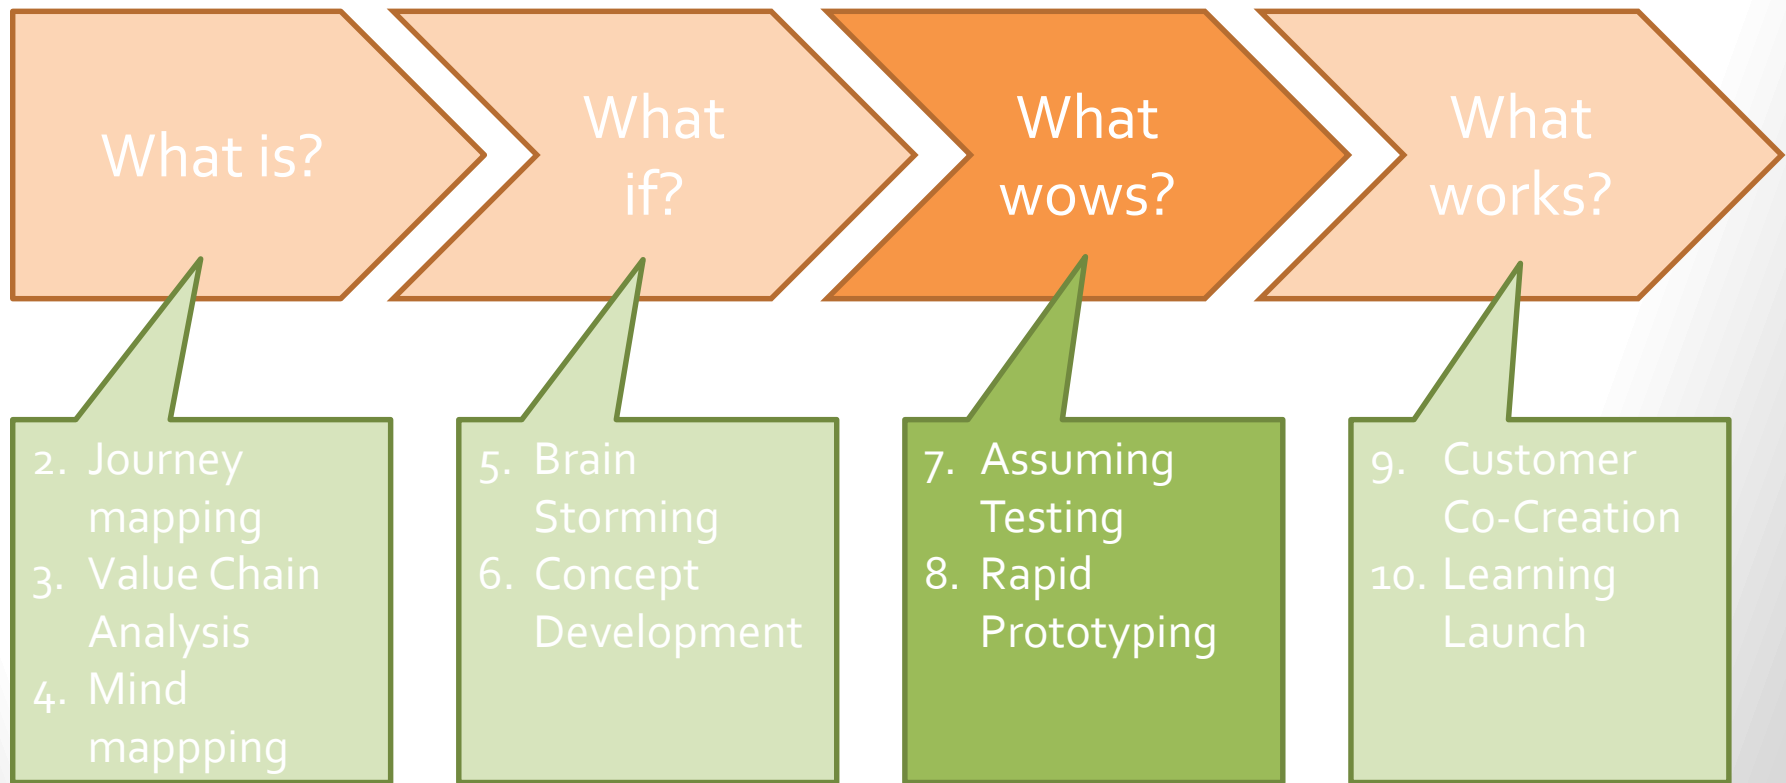 What is?
What
if?
What
wows?
What
works?
2. Journey
mapping
3. Value Chain
Analysis
4. Mind
mappping
5. Brain
Storming
6. Concept
Development
7. Assuming
Testing
8. Rapid
Prototyping
9. Customer
Co-Creation
10. Learning
Launch